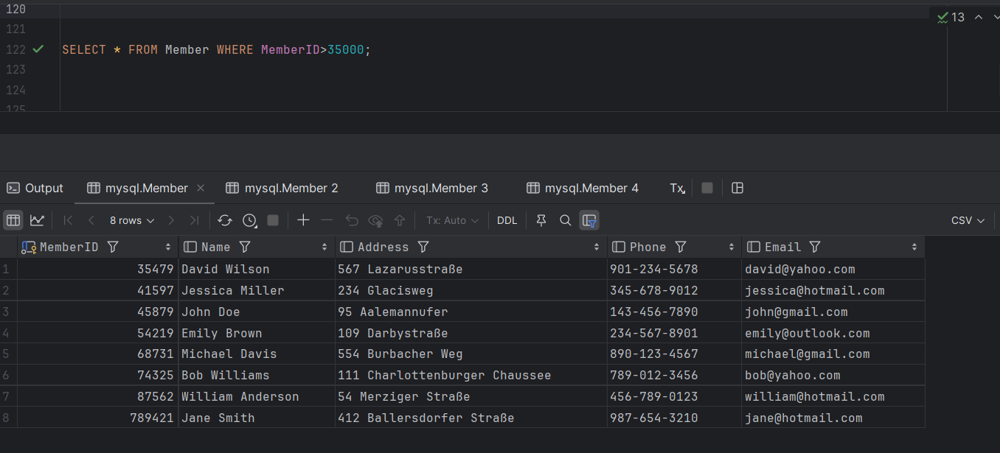 120
13
121
122 SELECT * FROM Member WHERE MemberID>35000;
123
124
125
Output mysql.Member mysql.Member 2 mysql.Member 3 mysql.Member 4 Tx
8 rows Tx: Auto DDL CSV
MemberID Name Address Phone Email
1 35479 David Wilson 567 Lazarusstraße 901-234-5678 david@yahoo.com
2 41597 Jessica Miller 234 Glacisweg 345-678-9012 jessica@hotmail.com
3 45879 John Doe 95 Aalemannufer 143-456-7890 john@gmail.com
4 54219 Emily Brown 109 Darbystraße 234-567-8901 emily@outlook.com
5 68731 Michael Davis 554 Burbacher Weg 890-123-4567 michael@gmail.com
6 74325 Bob Williams 111 Charlottenburger Chaussee 789-012-3456 bob@yahoo.com
7 87562 William Anderson 54 Merziger Straße 456-789-0123 william@hotmail.com
8 789421 Jane Smith 412 Ballersdorfer Straße 987-654-3210 jane@hotmail.com